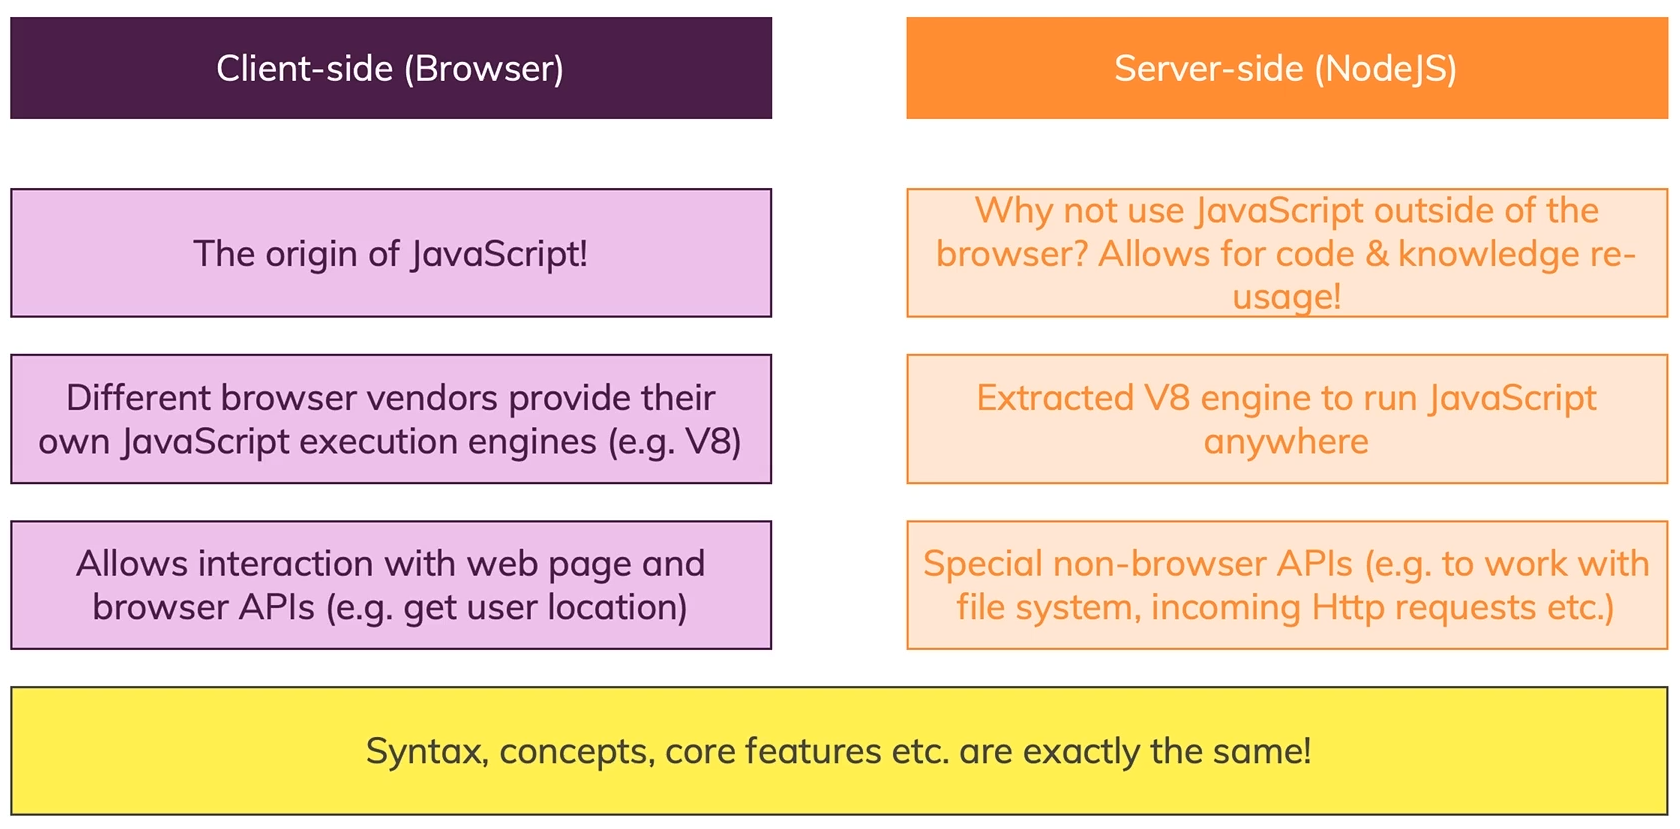 Client-side (Browser)
Server-side (NodeJS)
The origin of JavaScript!
Why not use JavaScript outside of the
browser? Allows for code & knowledge re-
usage!
Different browser vendors provide their
own JavaScript execution engines (e.g. V8)
Extracted V8 engine to run JavaScript
anywhere
Allows interaction with web page and
browser APIs (e.g. get user location)
Special non-browser APIs (e.g. to work with
file system, incoming Http requests etc.)
Syntax, concepts, core features etc. are exactly the same!